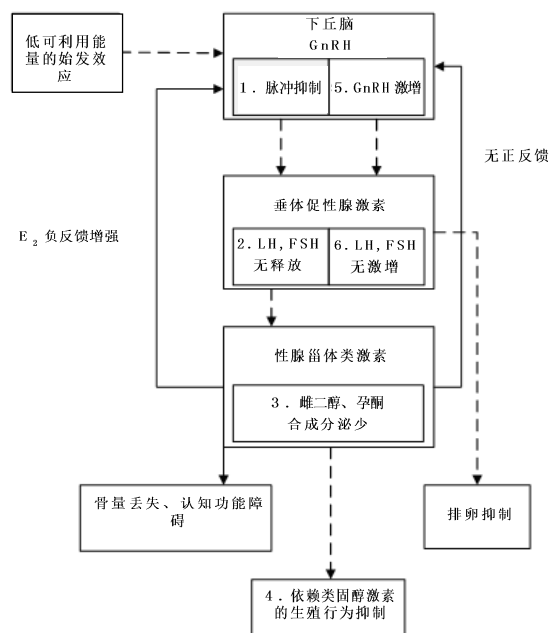 下丘脑
GnRH
低可利用能
量的始发效
应
1．脉冲抑制
5.GnRH 激增
无正反馈
垂体促性腺激素
E₂ 负反馈增强
2.LH,FSH
无释放
6.LH,FSH
无激增
性腺甾体类激素
3．雌二醇、孕酮
合成分泌少
骨量丢失、认知功能障
碍
排卵抑制
4．依赖类固醇激素
的生殖行为抑制